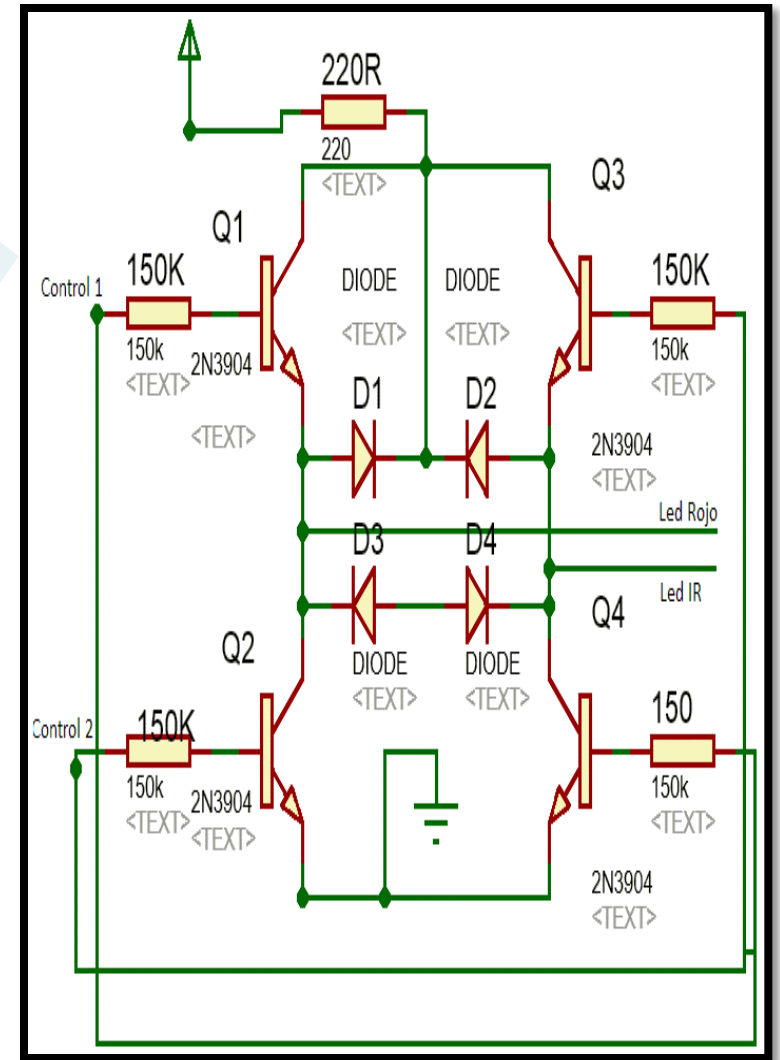 220R
220
<TEXT>
Q3
Q1
Control 1
150K
150k
<TEXT>
2N3904
<TEXT>
DIODE
<TEXT>
DIODE
<TEXT>
150K
150k
<TEXT>
D1
D2
2N3904
<TEXT>
Led Rojo
D3
D4
Led IR
Q4
Q2
DIODE
<TEXT>
DIODE
<TEXT>
Control 2
150K
150k
<TEXT>
2N3904
<TEXT>
150
150k
<TEXT>
2N3904
<TEXT>